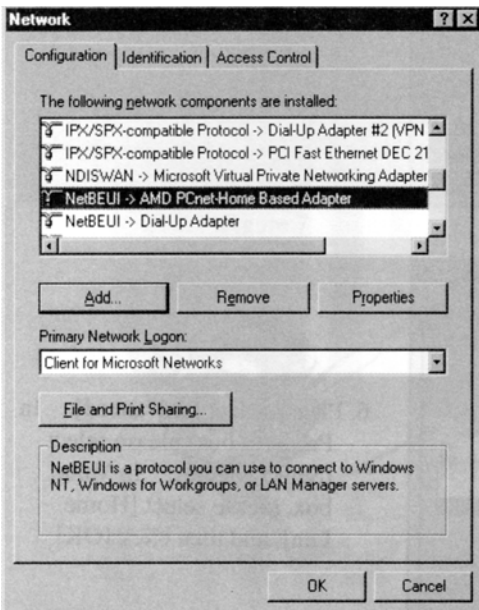 Network
Configuration Identification Access Control
The following network components are installed:
IPX/SPX-compatible Protocol -> Dial-Up Adapter #2 (VPN
IPX/SPX-compatible Protocol -> PCI Fast Ethernet DEC 21
NDISWAN -> Microsoft Virtual Private Networking Adapter
NetBEUI -> AMD PCnet-Home Based Adapter
NetBEUI -> Dial-Up Adapter
Add... Remove Properties
Primary Network Logon:
Client for Microsoft Networks
File and Print Sharing...
Description
NetBEUI is a protocol you can use to connect to Windows
NT, Windows for Workgroups, or LAN Manager servers.
OK Cancel